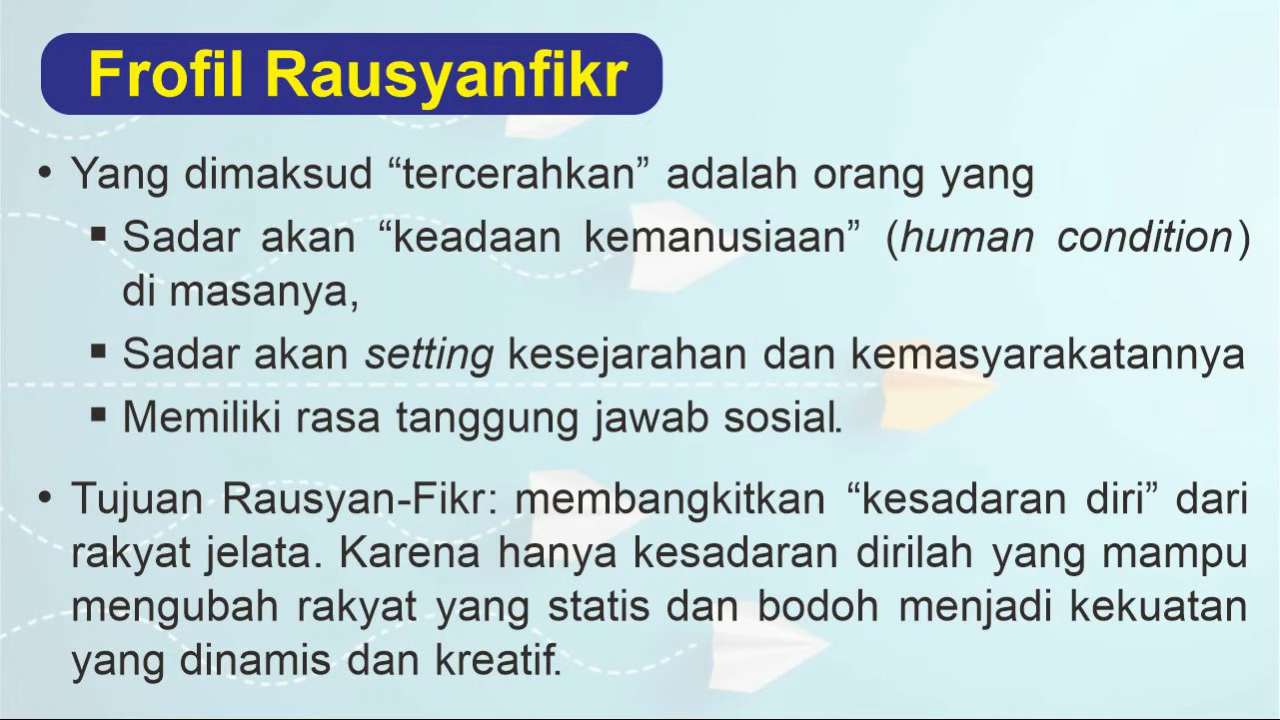 Frofil Rausyanfikr
• Yang dimaksud “tercerahkan” adalah orang yang
▪ Sadar akan “keadaan kemanusiaan” (human condition)
di masanya,
▪ Sadar akan setting kesejarahan dan kemasyarakatannya
▪ Memiliki rasa tanggung jawab sosial.
• Tujuan Rausyan-Fikr: membangkitkan “kesadaran diri” dari
rakyat jelata. Karena hanya kesadaran dirilah yang mampu
mengubah rakyat yang statis dan bodoh menjadi kekuatan
yang dinamis dan kreatif.